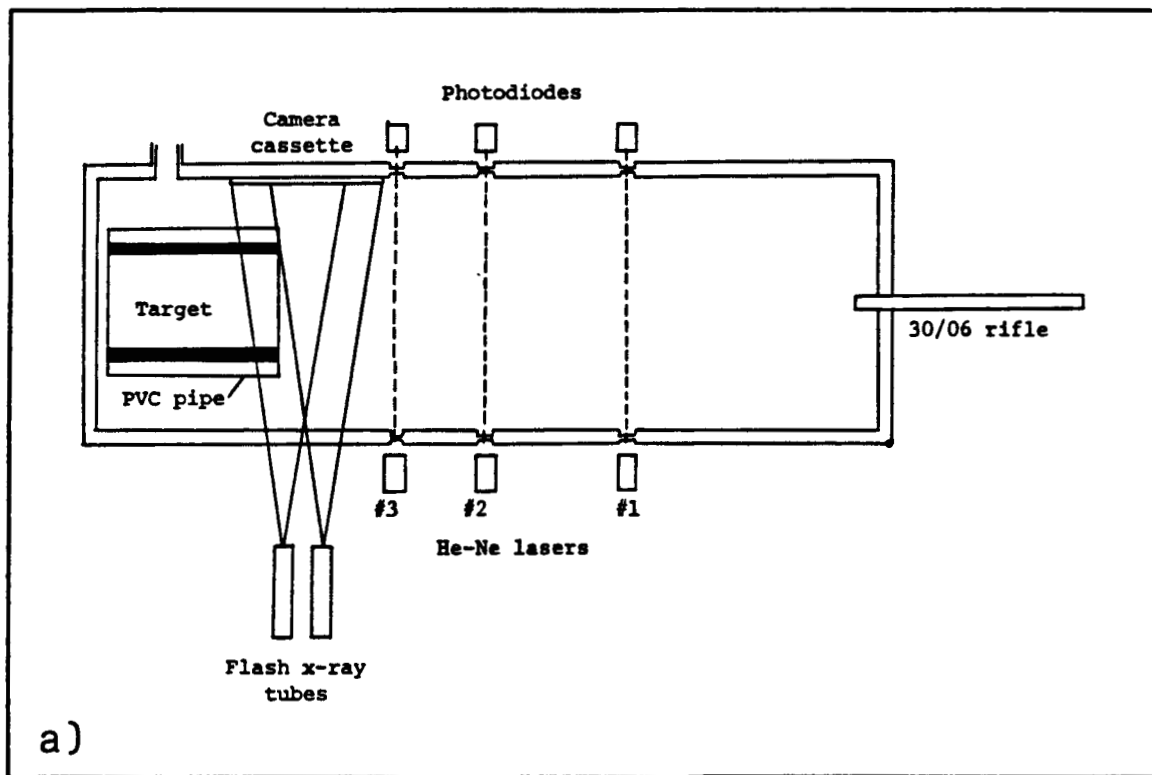 Photodiodes
Camera
cassette
Target
30/06 rifle
PVC pipe
#3
#2
#1
He-Ne lasers
Flash x-ray
tubes
a)